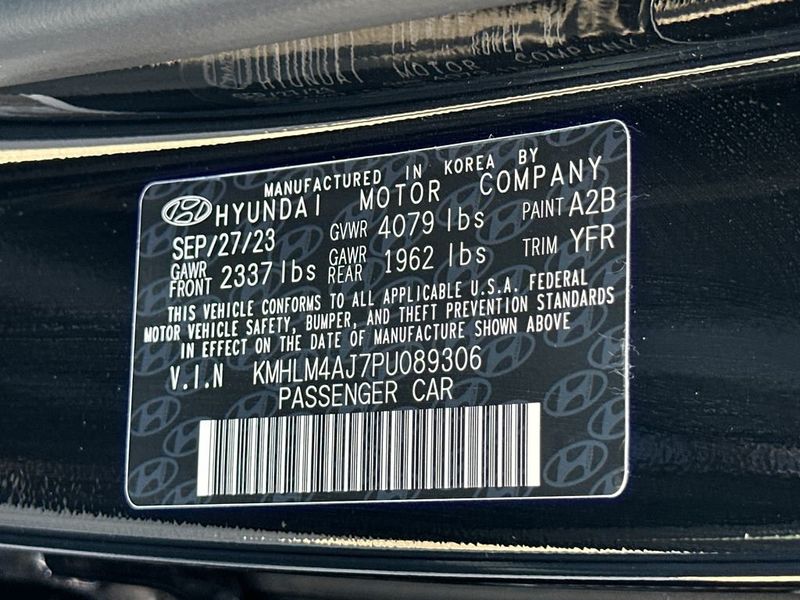 MANUFACTURED IN KOREA BY
HYUNDAI MOTOR COMPANY
SEP/27/23 GVWR 4079 lbs PAINT A2B
GAWR FRONT 2337 lbs GAWR REAR 1962 lbs TRIM YFR
THIS VEHICLE CONFORMS TO ALL APPLICABLE U.S.A. FEDERAL
MOTOR VEHICLE SAFETY, BUMPER, AND THEFT PREVENTION STANDARDS
IN EFFECT ON THE DATE OF MANUFACTURE SHOWN ABOVE
V.I.N KMHLM4AJ7PU089306
PASSENGER CAR